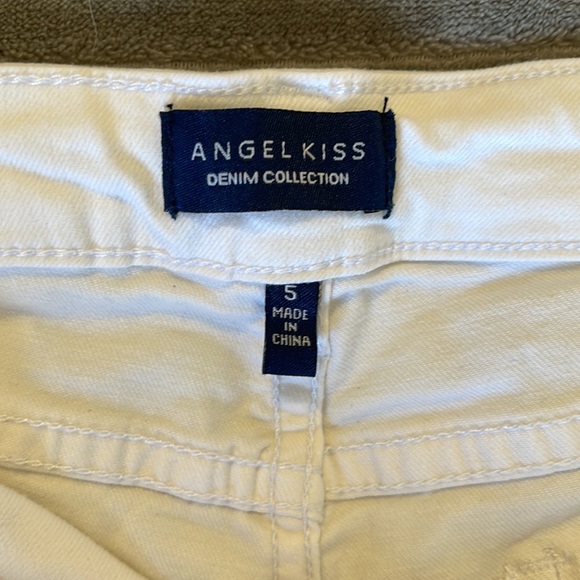 ANGEL KISS
DENIM COLLECTION
5
MADE
IN
CHINA